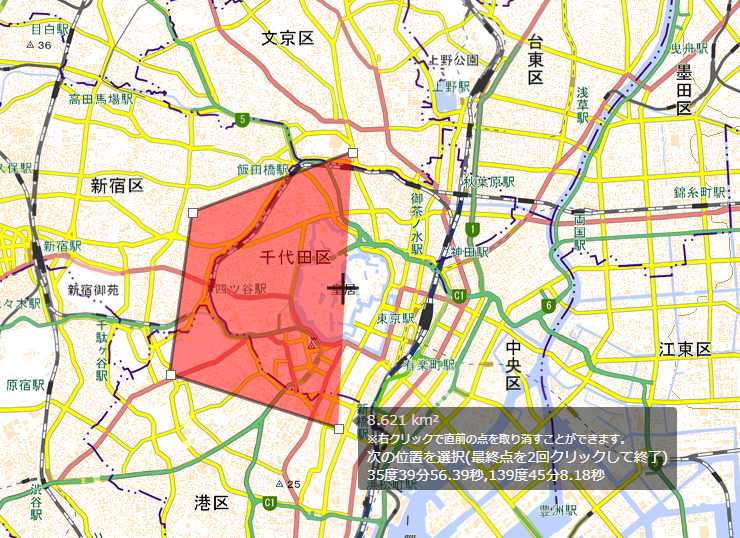 目白駅
36
文京区
上野公園
上野駅
台東区
曳舟駅
墨田区
浅草駅
高田馬場駅
5
飯田橋駅
新宿区
秋葉原駅
錦糸町駅
御茶ノ水駅
両国駅
1
新宿駅
千代田区
神田駅
新宿御苑
四ツ谷駅
皇居
C1
6
東京駅
千駄ケ谷駅
中央区
江東区
有楽町駅
原宿駅
8.621 km²
※右クリックで直前の点を取り消すことができます。
次の位置を選択(最終点を2回クリックして終了)
35度39分56.39秒,139度45分8.18秒
25
渋谷駅
港区
C1
豊洲駅